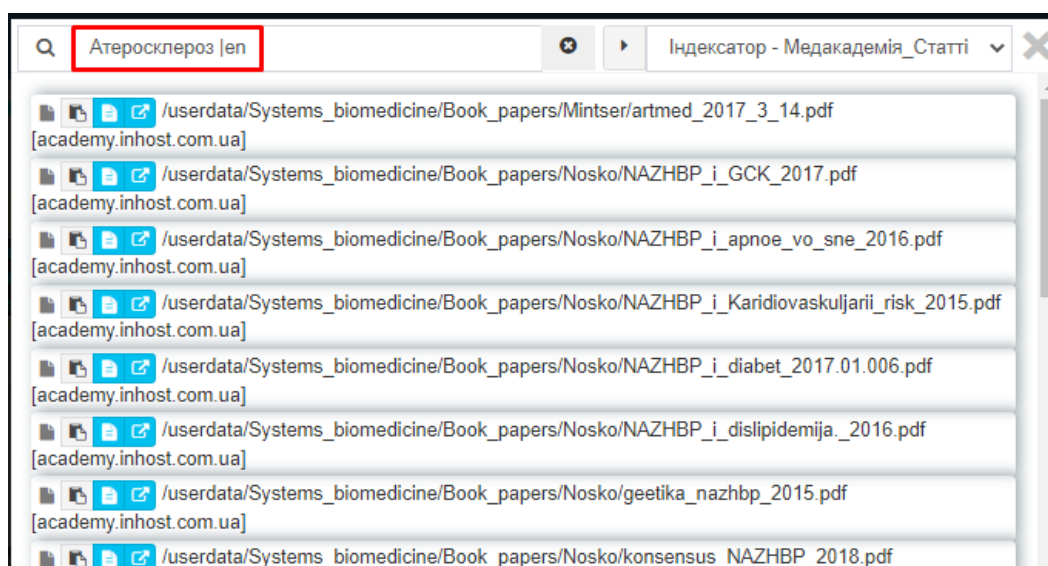 Атеросклероз |en
Індексатор - Медакадемія_Статті
/userdata/Systems_biomedicine/Book_papers/Mintser/artmed_2017_3_14.pdf
[academy.inhost.com.ua]
/userdata/Systems_biomedicine/Book_papers/Nosko/NAZHBP_i_GCK_2017.pdf
[academy.inhost.com.ua]
/userdata/Systems_biomedicine/Book_papers/Nosko/NAZHBP_i_apnoe_vo_sne_2016.pdf
[academy.inhost.com.ua]
/userdata/Systems_biomedicine/Book_papers/Nosko/NAZHBP_i_Karidiovaskuljarii_risk_2015.pdf
[academy.inhost.com.ua]
/userdata/Systems_biomedicine/Book_papers/Nosko/NAZHBP_i_diabet_2017.01.006.pdf
[academy.inhost.com.ua]
/userdata/Systems_biomedicine/Book_papers/Nosko/NAZHBP_i_dislipidemija._2016.pdf
[academy.inhost.com.ua]
/userdata/Systems_biomedicine/Book_papers/Nosko/geetika_nazhbp_2015.pdf
[academy.inhost.com.ua]
/userdata/Systems_biomedicine/Book_papers/Nosko/konsensus_NAZHBP_2018.pdf